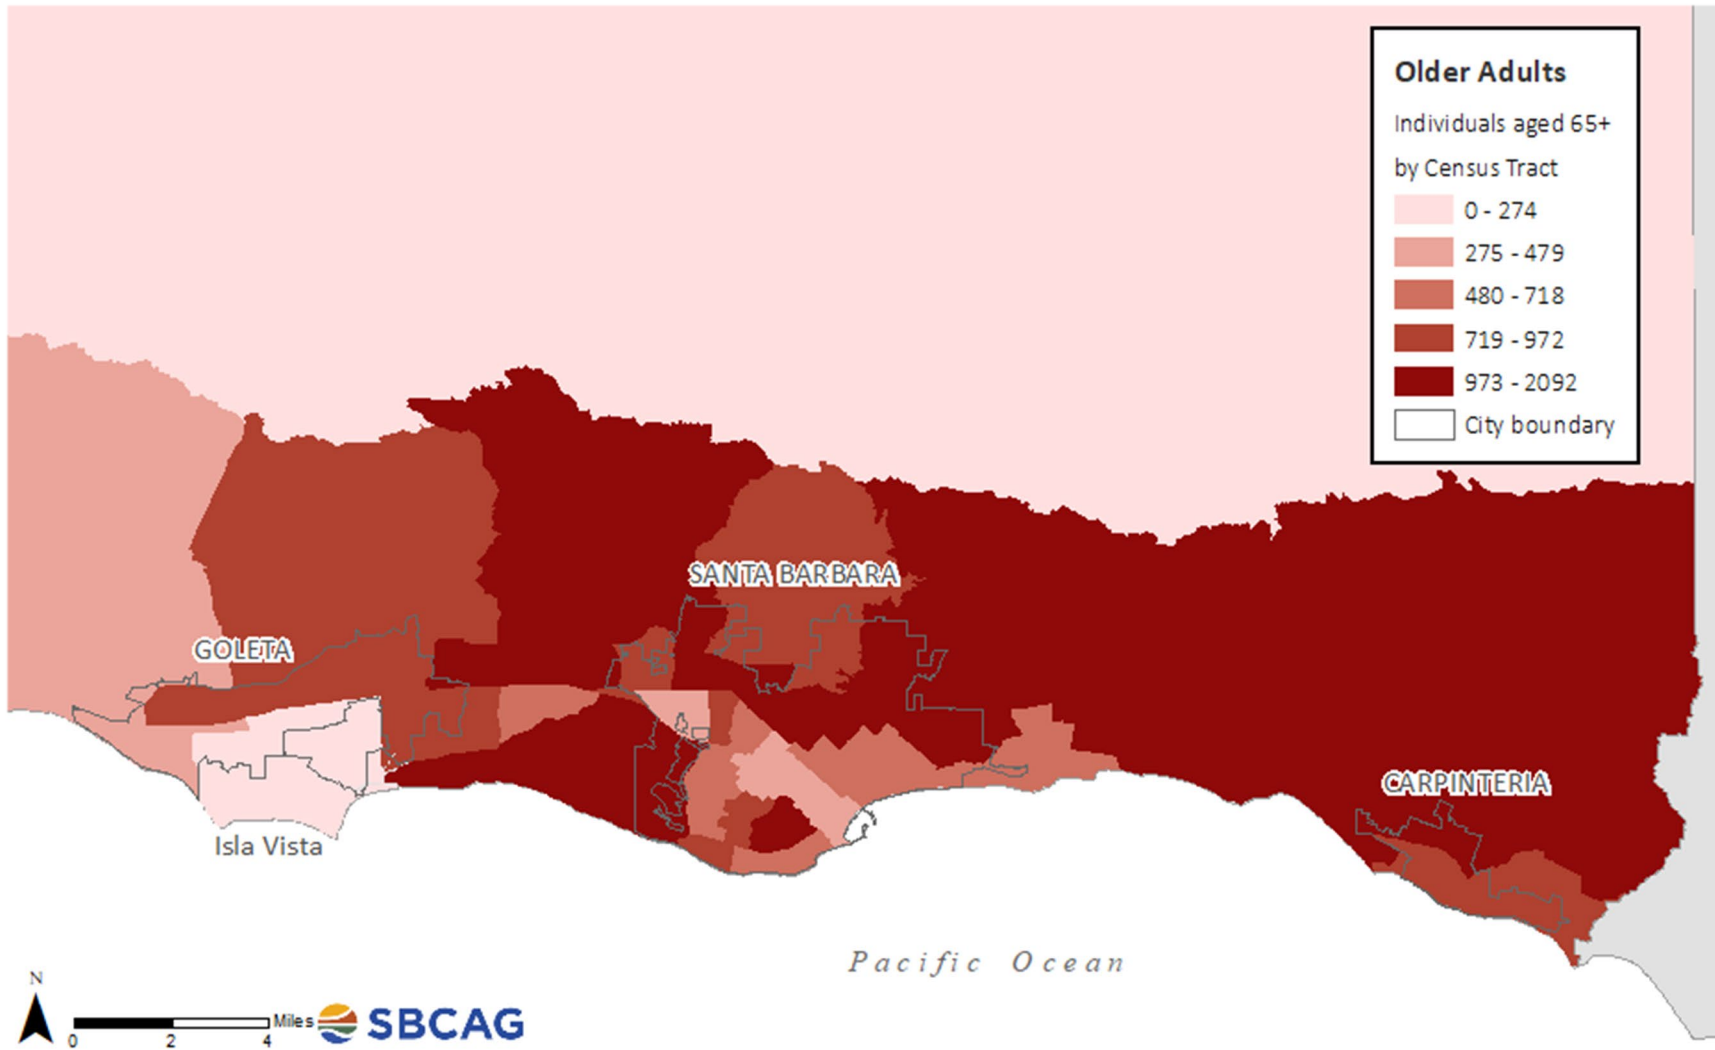 Older Adults
Individuals aged 65+
by Census Tract
0 - 274
275 - 479
480 - 718
719 - 972
973 - 2092
City boundary
SANTA BARBARA
GOLETA
CARPINTERIA
Isla Vista
Pacific Ocean
N
0 2 4 Miles
SBCAG